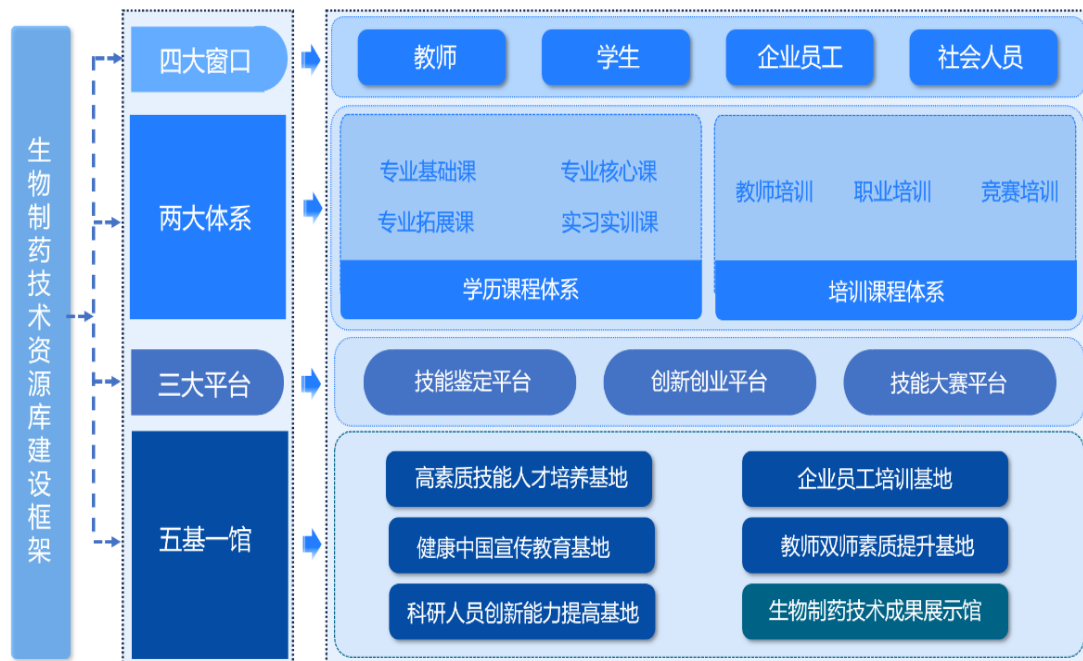 生物制药技术资源库建设框架
四大窗口
教师
学生
企业员工
社会人员
两大体系
专业基础课
专业核心课
专业拓展课
实习实训课
学历课程体系
教师培训
职业培训
竞赛培训
培训课程体系
三大平台
技能鉴定平台
创新创业平台
技能大赛平台
五基一馆
高素质技能人才培养基地
企业员工培训基地
健康中国宣传教育基地
教师双师素质提升基地
科研人员创新能力提高基地
生物制药技术成果展示馆